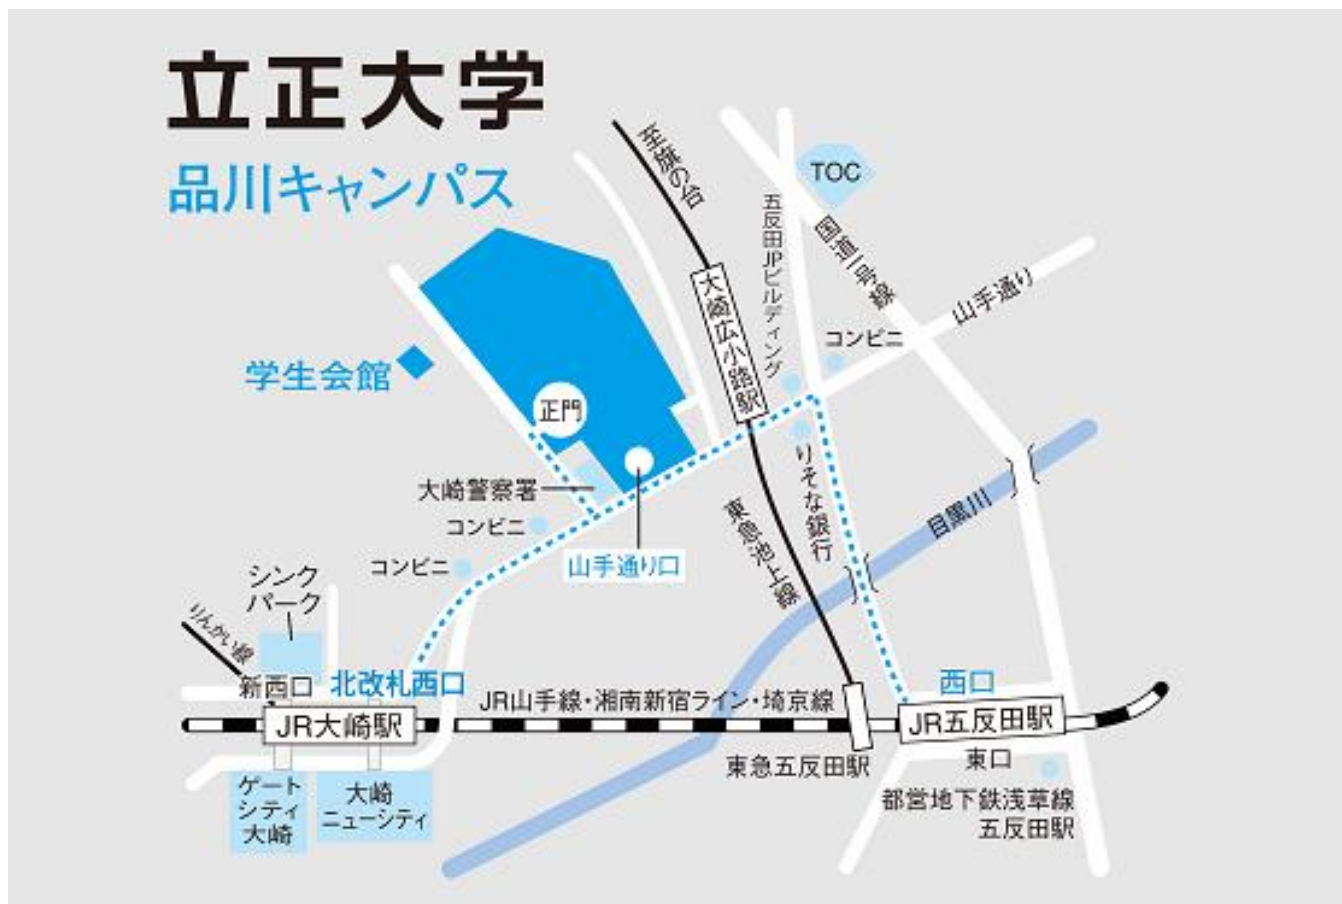 立正大学
品川キャンパス
至旗の台
TOC
五反田JPビルディング
国道一号線
山手通り
大崎広小路駅
コンビニ
学生会館
正門
りそな銀行
大崎警察署
目黒川
コンビニ
東急池上線
山手通り口
コンビニ
シンク
パーク
りんかい線
新西口
北改札西口
JR山手線・湘南新宿ライン・埼京線
西口
JR大崎駅
JR五反田駅
東急五反田駅
東口
ゲート
シティ
大崎
大崎
ニューシティ
都営地下鉄浅草線
五反田駅